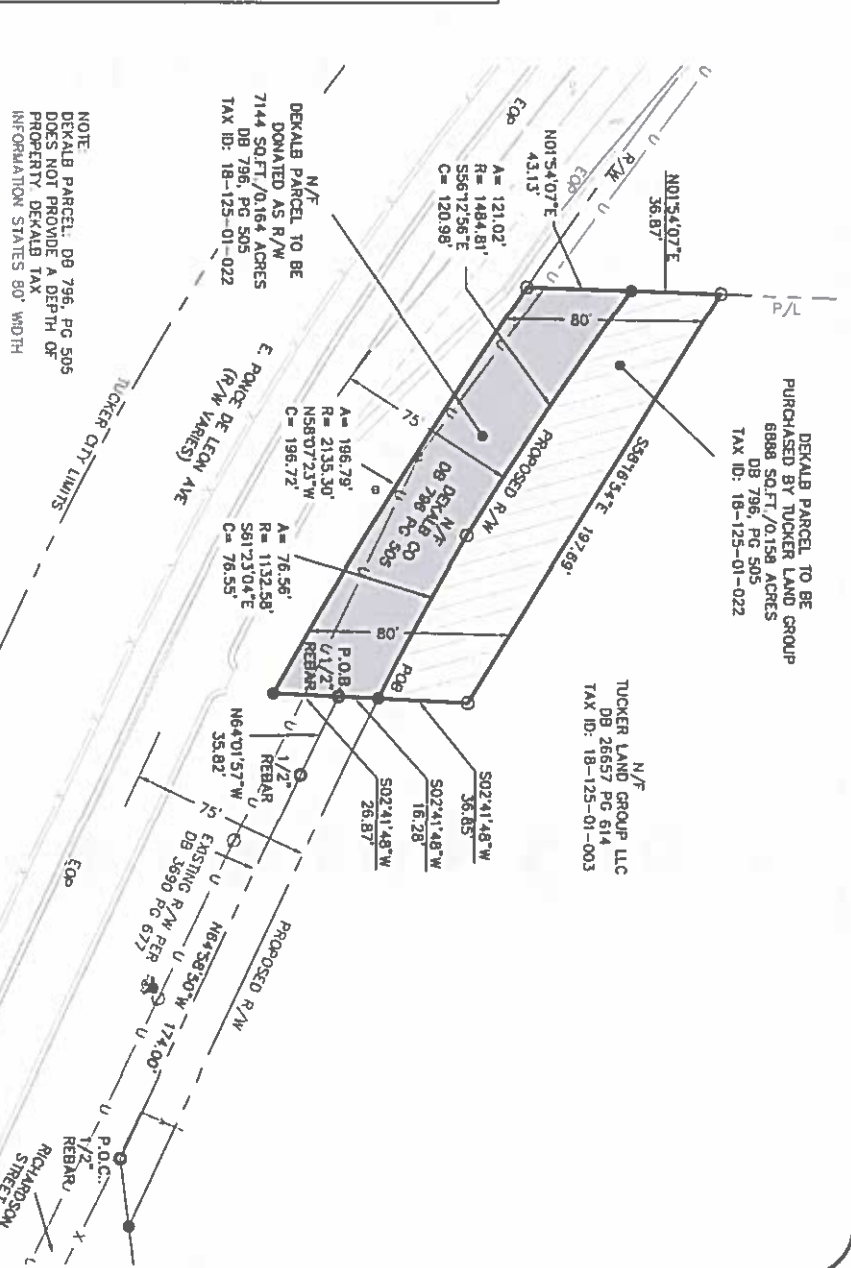 DEKALB PARCEL TO BE
PURCHASED BY TUCKER LAND GROUP
6888 SQ.FT./0.158 ACRES
DB 796, PG 505
TAX ID: 18-125-01-022
P/L
N01°54'07"E
36.87'
N01°54'07"E
43.13'
R/W
EOP
EOP
A= 121.02'
R= 1484.81'
S56°12'56"E
C= 120.98'
N/F
DEKALB PARCEL TO BE
DONATED AS R/W
7144 SQ.FT./0.164 ACRES
DB 796, PG 505
TAX ID: 18-125-01-022
80'
S58°16'54"E 197.69'
PROPOSED R/W
75'
N/F
DEKALB CO
DB 796 PG 505
80'
A= 196.79'
R= 2135.30'
N58°07'23"W
C= 196.72'
A= 76.56'
R= 1132.58'
S61°23'04"E
C= 76.55'
E. PONCE DE LEON AVE
(R/W VARIES)
TUCKER CITY LIMITS
NOTE:
DEKALB PARCEL: DB 796, PG 505
DOES NOT PROVIDE A DEPTH OF
PROPERTY. DEKALB TAX
INFORMATION STATES 80' WIDTH
N/F
TUCKER LAND GROUP LLC
DB 26657 PG 614
TAX ID: 18-125-01-003
POB
P.O.B.
1/2"
REBAR
S02°41'48"W
36.85'
S02°41'48"W
16.28'
S02°41'48"W
26.87'
N64°01'57"W
35.82'
1/2"
REBAR
75'
EXISTING R/W PER
DB 3690 PG 677
N64°58'50"W 174.00'
PROPOSED R/W
EOP
P.O.C.
1/2"
REBAR
RICHARDSON
STREET